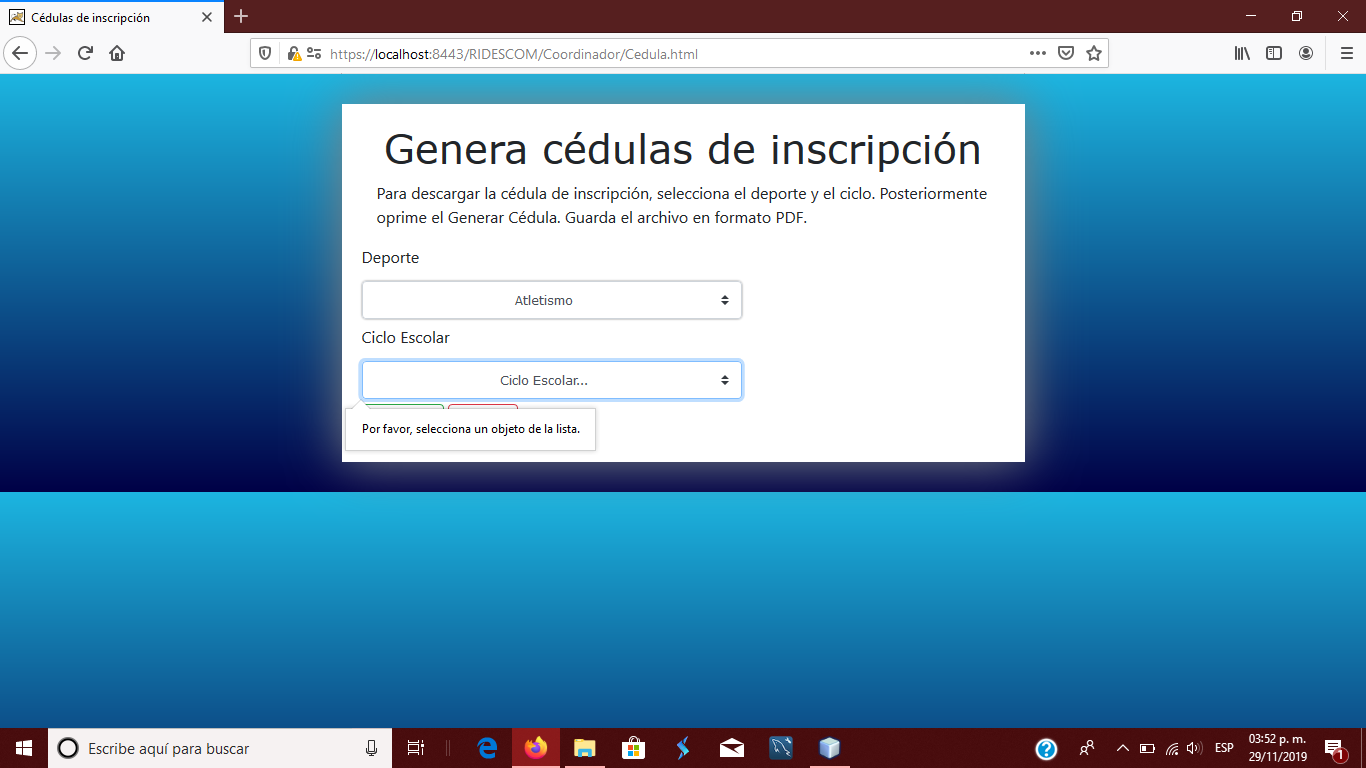 Cédulas de inscripción
https://localhost:8443/RIDESCOM/Coordinador/Cedula.html
Genera cédulas de inscripción
Para descargar la cédula de inscripción, selecciona el deporte y el ciclo. Posteriormente
oprime el Generar Cédula. Guarda el archivo en formato PDF.
Deporte
Atletismo
Ciclo Escolar
Ciclo Escolar...
Por favor, selecciona un objeto de la lista.
Escribe aquí para buscar
ESP
03:52 p. m.
29/11/2019
1